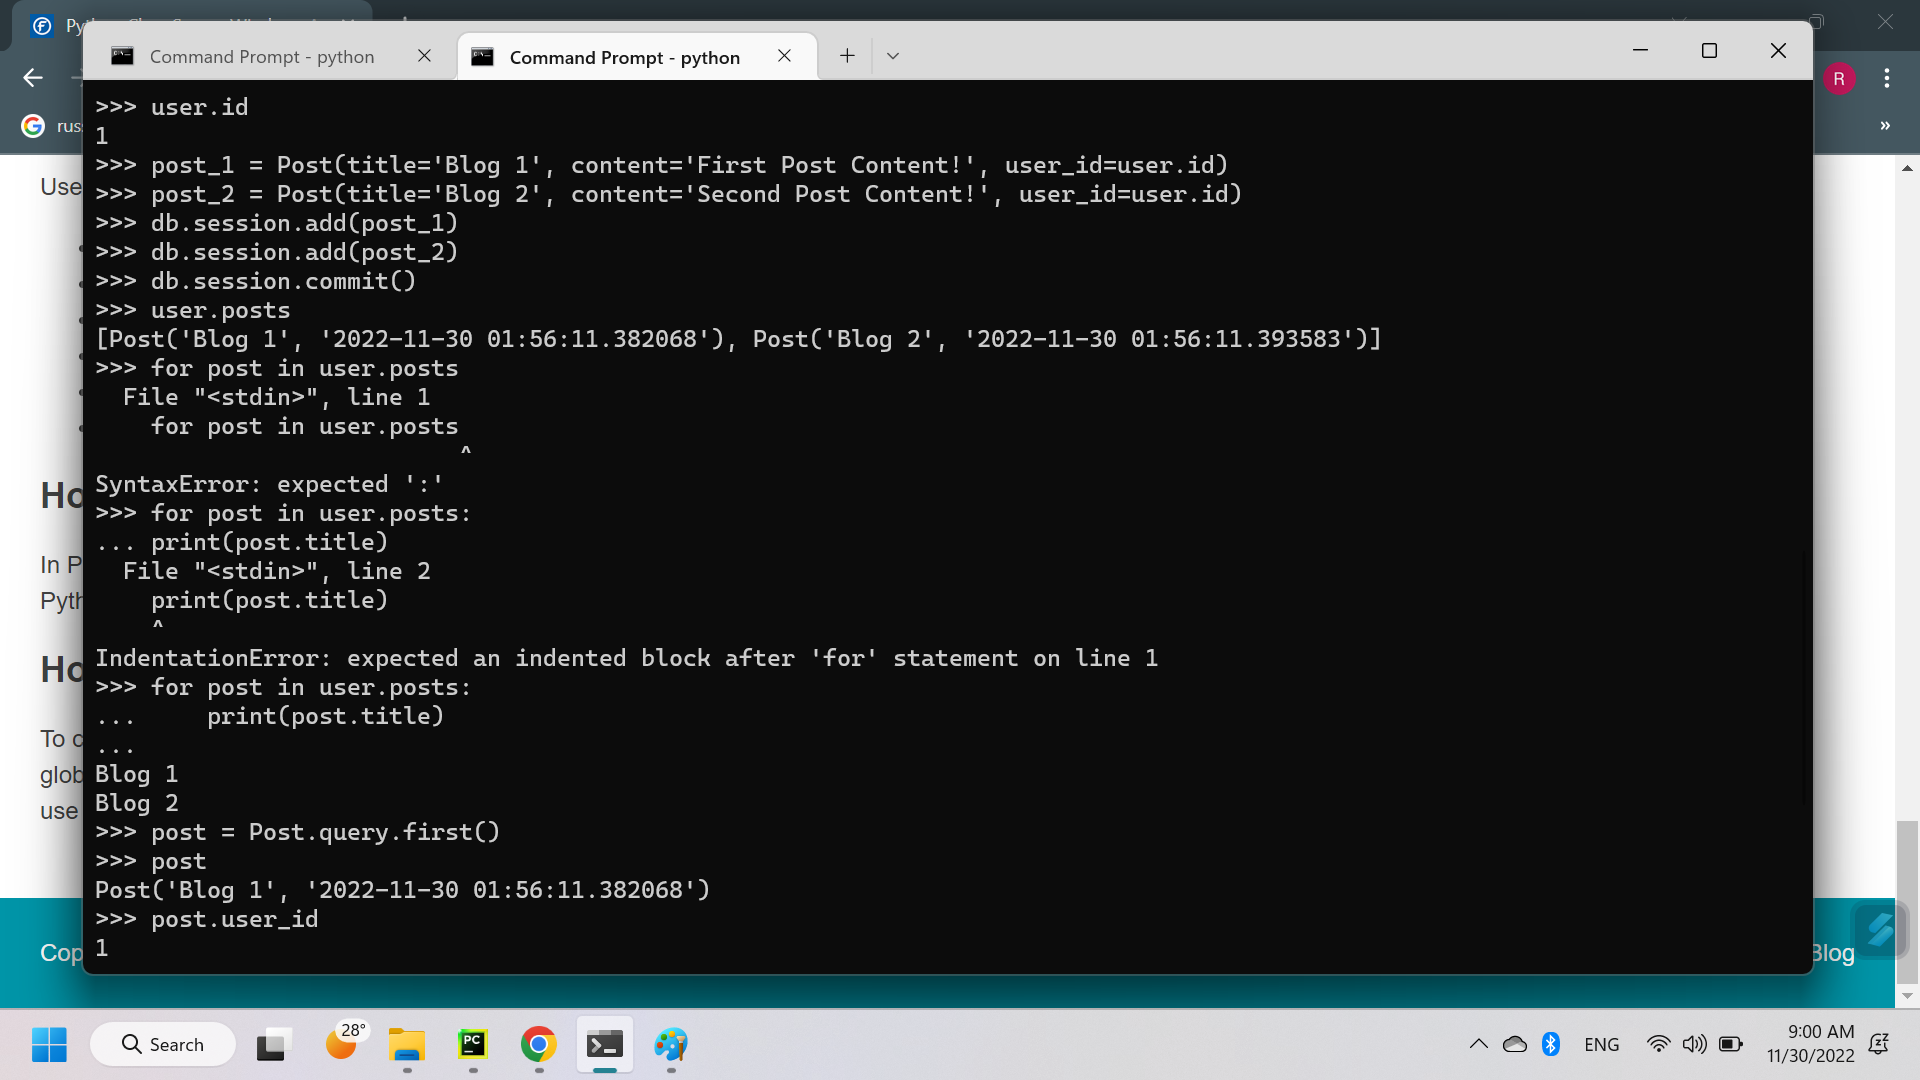 Command Prompt - python
Command Prompt - python
R
>>> user.id
1
>>> post_1 = Post(title='Blog 1', content='First Post Content!', user_id=user.id)
>>> post_2 = Post(title='Blog 2', content='Second Post Content!', user_id=user.id)
>>> db.session.add(post_1)
>>> db.session.add(post_2)
>>> db.session.commit()
>>> user.posts
[Post('Blog 1', '2022-11-30 01:56:11.382068'), Post('Blog 2', '2022-11-30 01:56:11.393583')]
>>> for post in user.posts
  File "<stdin>", line 1
    for post in user.posts
                          ^
SyntaxError: expected ':'
>>> for post in user.posts:
... print(post.title)
  File "<stdin>", line 2
    print(post.title)
    ^
IndentationError: expected an indented block after 'for' statement on line 1
>>> for post in user.posts:
...     print(post.title)
...
Blog 1
Blog 2
>>> post = Post.query.first()
>>> post
Post('Blog 1', '2022-11-30 01:56:11.382068')
>>> post.user_id
1
Use
Ho
In P
Pyth
Ho
To c
glob
use
Cop
Blog
Search
28°
PC
ENG
9:00 AM
11/30/2022